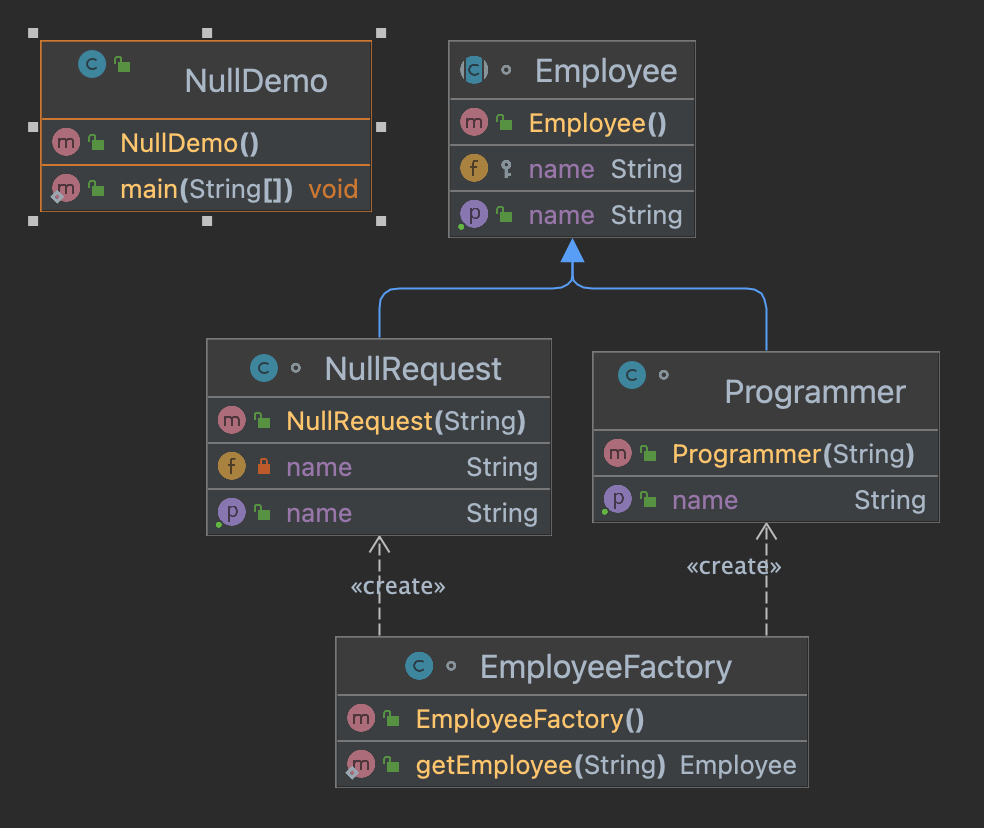 NullDemo
NullDemo()
main(String[]) void
Employee
Employee()
name String
name String
NullRequest
NullRequest(String)
name String
name String
Programmer
Programmer(String)
name String
«create»
«create»
EmployeeFactory
EmployeeFactory()
getEmployee(String) Employee